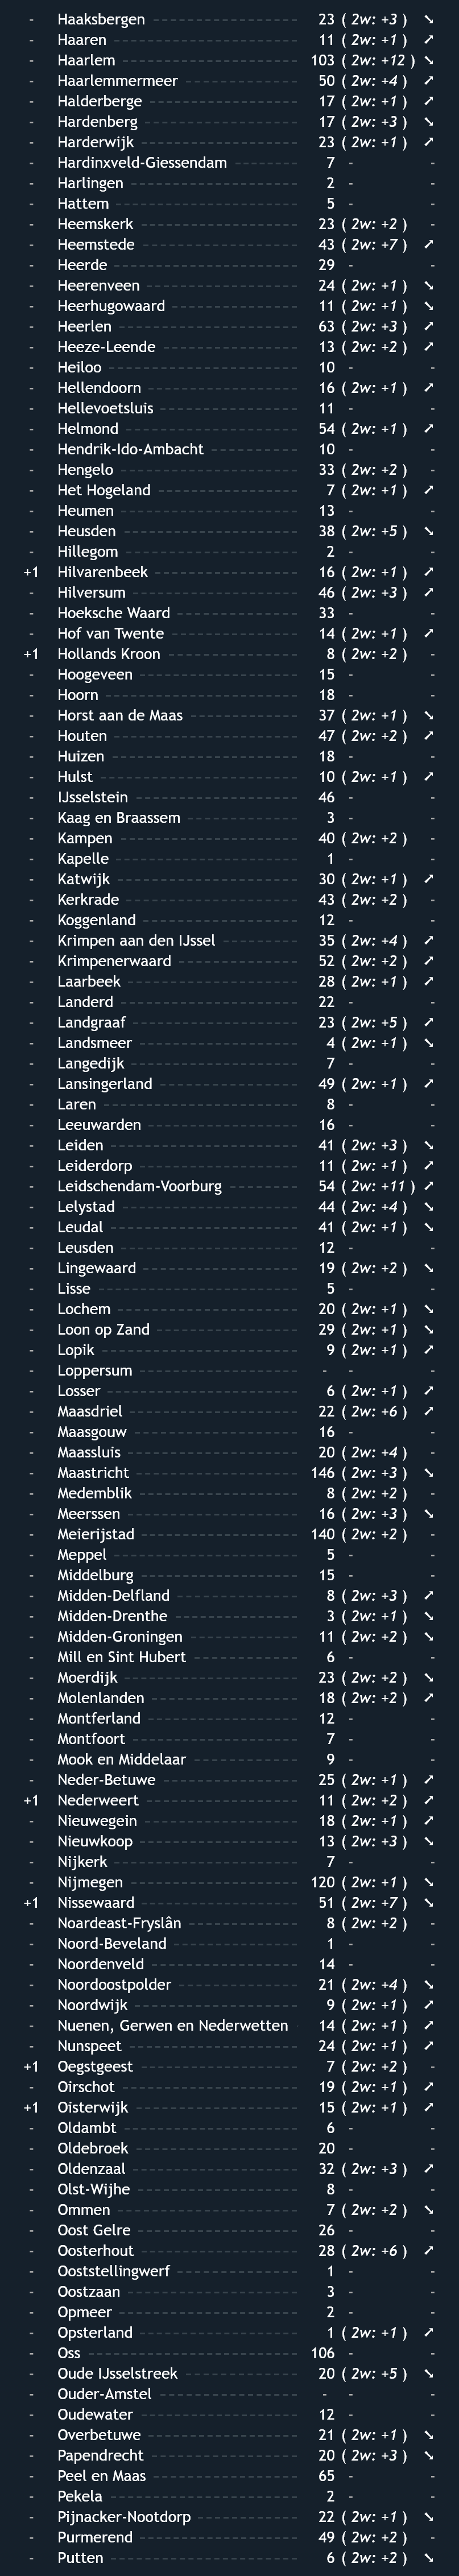 - Haaksbergen 23 ( 2w: +3 ) ➘
- Haaren 11 ( 2w: +1 ) ➚
- Haarlem 103 ( 2w: +12 ) ➘
- Haarlemmermeer 50 ( 2w: +4 ) ➚
- Halderberge 17 ( 2w: +1 ) ➚
- Hardenberg 17 ( 2w: +3 ) ➘
- Harderwijk 23 ( 2w: +1 ) ➚
- Hardinxveld-Giessendam 7 - -
- Harlingen 2 - -
- Hattem 5 - -
- Heemskerk 23 ( 2w: +2 ) -
- Heemstede 43 ( 2w: +7 ) ➚
- Heerde 29 - -
- Heerenveen 24 ( 2w: +1 ) ➘
- Heerhugowaard 11 ( 2w: +1 ) ➘
- Heerlen 63 ( 2w: +3 ) ➚
- Heeze-Leende 13 ( 2w: +2 ) ➚
- Heiloo 10 - -
- Hellendoorn 16 ( 2w: +1 ) ➚
- Hellevoetsluis 11 - -
- Helmond 54 ( 2w: +1 ) ➚
- Hendrik-Ido-Ambacht 10 - -
- Hengelo 33 ( 2w: +2 ) -
- Het Hogeland 7 ( 2w: +1 ) ➚
- Heumen 13 - -
- Heusden 38 ( 2w: +5 ) ➘
- Hillegom 2 - -
+1 Hilvarenbeek 16 ( 2w: +1 ) ➚
- Hilversum 46 ( 2w: +3 ) ➚
- Hoeksche Waard 33 - -
- Hof van Twente 14 ( 2w: +1 ) ➚
+1 Hollands Kroon 8 ( 2w: +2 ) -
- Hoogeveen 15 - -
- Hoorn 18 - -
- Horst aan de Maas 37 ( 2w: +1 ) ➘
- Houten 47 ( 2w: +2 ) ➚
- Huizen 18 - -
- Hulst 10 ( 2w: +1 ) ➚
- IJsselstein 46 - -
- Kaag en Braassem 3 - -
- Kampen 40 ( 2w: +2 ) -
- Kapelle 1 - -
- Katwijk 30 ( 2w: +1 ) ➚
- Kerkrade 43 ( 2w: +2 ) -
- Koggenland 12 - -
- Krimpen aan den IJssel 35 ( 2w: +4 ) ➚
- Krimpenerwaard 52 ( 2w: +2 ) ➚
- Laarbeek 28 ( 2w: +1 ) ➚
- Landerd 22 - -
- Landgraaf 23 ( 2w: +5 ) ➚
- Landsmeer 4 ( 2w: +1 ) ➘
- Langedijk 7 - -
- Lansingerland 49 ( 2w: +1 ) ➚
- Laren 8 - -
- Leeuwarden 16 - -
- Leiden 41 ( 2w: +3 ) ➘
- Leiderdorp 11 ( 2w: +1 ) ➚
- Leidschendam-Voorburg 54 ( 2w: +11 ) ➚
- Lelystad 44 ( 2w: +4 ) ➘
- Leudal 41 ( 2w: +1 ) ➘
- Leusden 12 - -
- Lingewaard 19 ( 2w: +2 ) ➘
- Lisse 5 - -
- Lochem 20 ( 2w: +1 ) ➘
- Loon op Zand 29 ( 2w: +1 ) ➘
- Lopik 9 ( 2w: +1 ) ➚
- Loppersum - - -
- Losser 6 ( 2w: +1 ) ➚
- Maasdriel 22 ( 2w: +6 ) ➚
- Maasgouw 16 - -
- Maassluis 20 ( 2w: +4 ) -
- Maastricht 146 ( 2w: +3 ) ➘
- Medemblik 8 ( 2w: +2 ) -
- Meerssen 16 ( 2w: +3 ) ➘
- Meierijstad 140 ( 2w: +2 ) -
- Meppel 5 - -
- Middelburg 15 - -
- Midden-Delfland 8 ( 2w: +3 ) ➚
- Midden-Drenthe 3 ( 2w: +1 ) ➘
- Midden-Groningen 11 ( 2w: +2 ) ➘
- Mill en Sint Hubert 6 - -
- Moerdijk 23 ( 2w: +2 ) ➘
- Molenlanden 18 ( 2w: +2 ) ➚
- Montferland 12 - -
- Montfoort 7 - -
- Mook en Middelaar 9 - -
- Neder-Betuwe 25 ( 2w: +1 ) ➚
+1 Nederweert 11 ( 2w: +2 ) ➚
- Nieuwegein 18 ( 2w: +1 ) ➚
- Nieuwkoop 13 ( 2w: +3 ) ➘
- Nijkerk 7 - -
- Nijmegen 120 ( 2w: +1 ) ➘
+1 Nissewaard 51 ( 2w: +7 ) ➘
- Noardeast-Fryslân 8 ( 2w: +2 ) -
- Noord-Beveland 1 - -
- Noordenveld 14 - -
- Noordoostpolder 21 ( 2w: +4 ) ➘
- Noordwijk 9 ( 2w: +1 ) ➚
- Nuenen, Gerwen en Nederwetten 14 ( 2w: +1 ) ➚
- Nunspeet 24 ( 2w: +1 ) ➚
+1 Oegstgeest 7 ( 2w: +2 ) -
- Oirschot 19 ( 2w: +1 ) ➚
+1 Oisterwijk 15 ( 2w: +1 ) ➚
- Oldambt 6 - -
- Oldebroek 20 - -
- Oldenzaal 32 ( 2w: +3 ) ➚
- Olst-Wijhe 8 - -
- Ommen 7 ( 2w: +2 ) ➘
- Oost Gelre 26 - -
- Oosterhout 28 ( 2w: +6 ) ➚
- Ooststellingwerf 1 - -
- Oostzaan 3 - -
- Opmeer 2 - -
- Opsterland 1 ( 2w: +1 ) ➚
- Oss 106 - -
- Oude IJsselstreek 20 ( 2w: +5 ) ➘
- Ouder-Amstel - - -
- Oudewater 12 - -
- Overbetuwe 21 ( 2w: +1 ) ➘
- Papendrecht 20 ( 2w: +3 ) ➘
- Peel en Maas 65 - -
- Pekela 2 - -
- Pijnacker-Nootdorp 22 ( 2w: +1 ) ➘
- Purmerend 49 ( 2w: +2 ) -
- Putten 6 ( 2w: +2 ) ➘